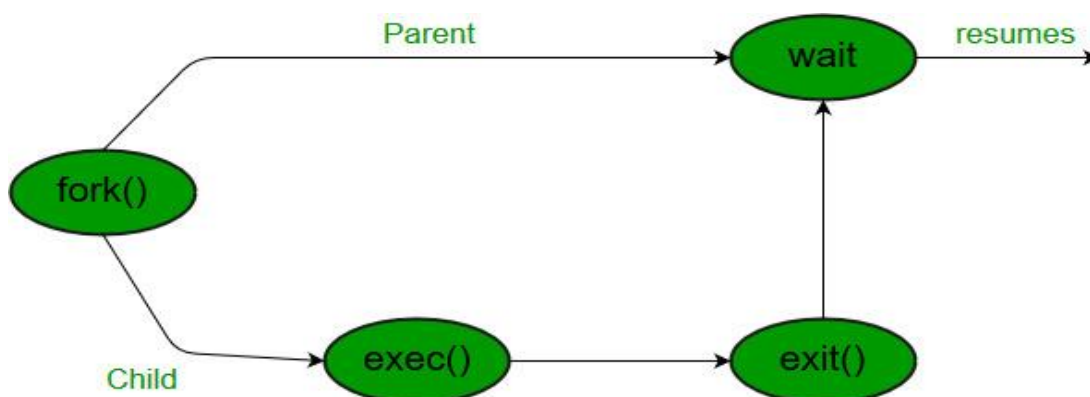 Parent
wait
resumes
fork()
Child
exec()
exit()